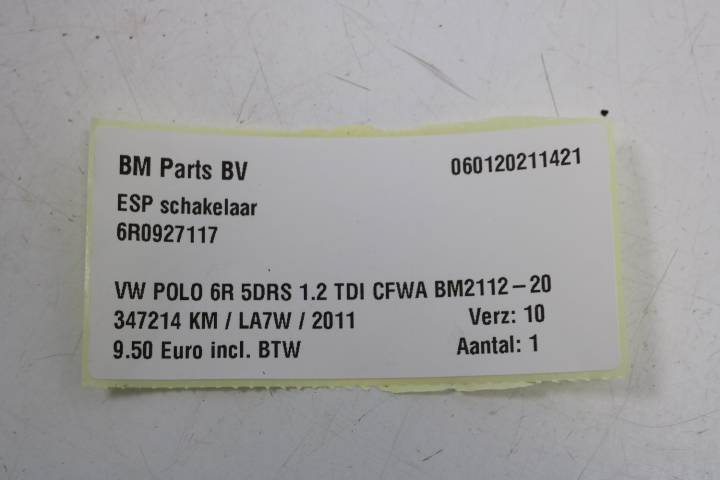 BM Parts BV 060120211421
ESP schakelaar
6R0927117
VW POLO 6R 5DRS 1.2 TDI CFWA BM2112-20
347214 KM / LA7W / 2011 Verz: 10
9.50 Euro incl. BTW Aantal: 1